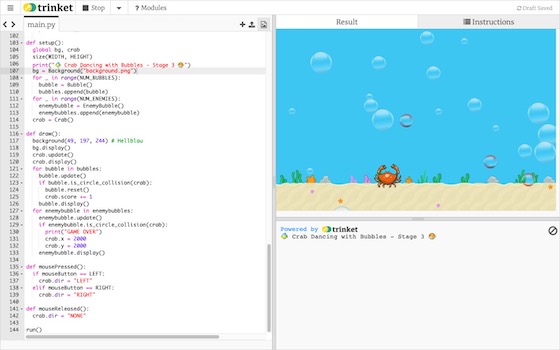 trinket
Stop
? Modules
Draft Saved
main.py
Result
Instructions
102
103 def setup():
104 global bg, crab
105 size(WIDTH, HEIGHT)
106 print("🦀 Crab Dancing with Bubbles - Stage 3 🐡")
107 bg = Background("background.png")
108 for _ in range(NUM_BUBBLES):
109 bubble = Bubble()
110 bubbles.append(bubble)
111 for _ in range(NUM_ENEMIES):
112 enemybubble = EnemyBubble()
113 enemybubbles.append(enemybubble)
114 crab = Crab()
115
116 def draw():
117 background(49, 197, 244) # Hellblau
118 bg.display()
119 crab.update()
120 crab.display()
121 for bubble in bubbles:
122 bubble.update()
123 if bubble.is_circle_collision(crab):
124 bubble.reset()
125 crab.score += 1
126 bubble.display()
127 for enemybubble in enemybubbles:
128 enemybubble.update()
129 if enemybubble.is_circle_collision(crab):
130 print("GAME OVER")
131 crab.x = 2000
132 crab.y = 2000
133 enemybubble.display()
134
135 def mousePressed():
136 if mouseButton == LEFT:
137 crab.dir = "LEFT"
138 elif mouseButton == RIGHT:
139 crab.dir = "RIGHT"
140
141 def mouseReleased():
142 crab.dir = "NONE"
143
144 run()
Powered by trinket
Crab Dancing with Bubbles - Stage 3